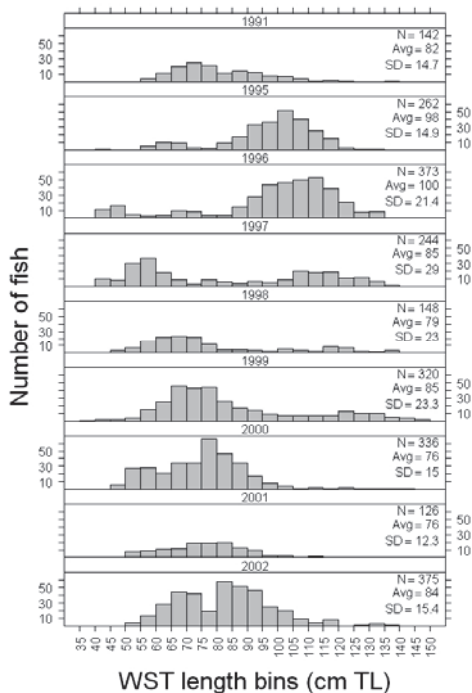 1991
50
30
10
N = 142
Avg = 82
SD = 14.7
1995
N = 262
Avg = 98
SD = 14.9
50
30
10
1996
50
30
10
N = 373
Avg = 100
SD = 21.4
1997
N = 244
Avg = 85
SD = 29
50
30
10
1998
50
30
10
N = 148
Avg = 79
SD = 23
1999
N = 320
Avg = 85
SD = 23.3
50
30
10
2000
50
30
10
N = 336
Avg = 76
SD = 15
2001
N = 126
Avg = 76
SD = 12.3
50
30
10
2002
50
30
10
N = 375
Avg = 84
SD = 15.4
Number of fish
35 40 45 50 55 60 65 70 75 80 85 90 95 100 105 110 115 120 125 130 135 140 145 150
WST length bins (cm TL)